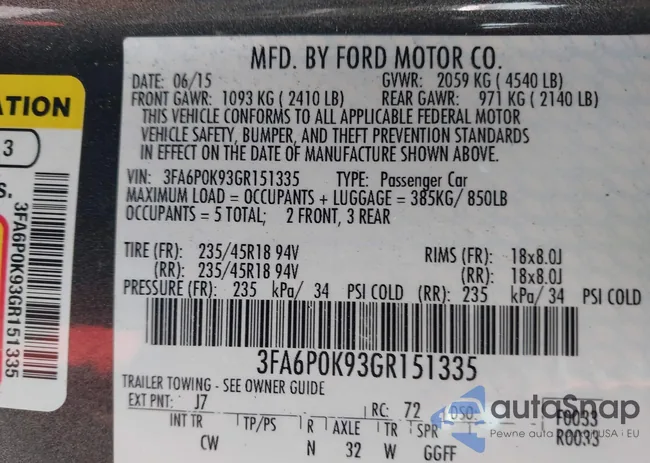 MFD. BY FORD MOTOR CO.
DATE: 06/15 GVWR: 2059 KG ( 4540 LB)
FRONT GAWR: 1093 KG ( 2410 LB) REAR GAWR: 971 KG ( 2140 LB)
THIS VEHICLE CONFORMS TO ALL APPLICABLE FEDERAL MOTOR
VEHICLE SAFETY, BUMPER, AND THEFT PREVENTION STANDARDS
IN EFFECT ON THE DATE OF MANUFACTURE SHOWN ABOVE.
VIN: 3FA6P0K93GR151335 TYPE: Passenger Car
MAXIMUM LOAD = OCCUPANTS + LUGGAGE = 385KG/ 850LB
OCCUPANTS = 5 TOTAL; 2 FRONT, 3 REAR
TIRE (FR): 235/45R18 94V RIMS (FR): 18x8.0J
(RR): 235/45R18 94V (RR): 18x8.0J
PRESSURE (FR): 235 kPa/ 34 PSI COLD (RR): 235 kPa/ 34 PSI COLD
3FA6P0K93GR151335
TRAILER TOWING - SEE OWNER GUIDE
EXT PNT: J7 RC: 72 DSO: F0033
INT TR TP/PS R AXLE TR SPR R0033
CW N 32 W GGFF
ATION
3
S.
3FA6P0K93GR151335
autoSnap
Pewne auta USA | EU